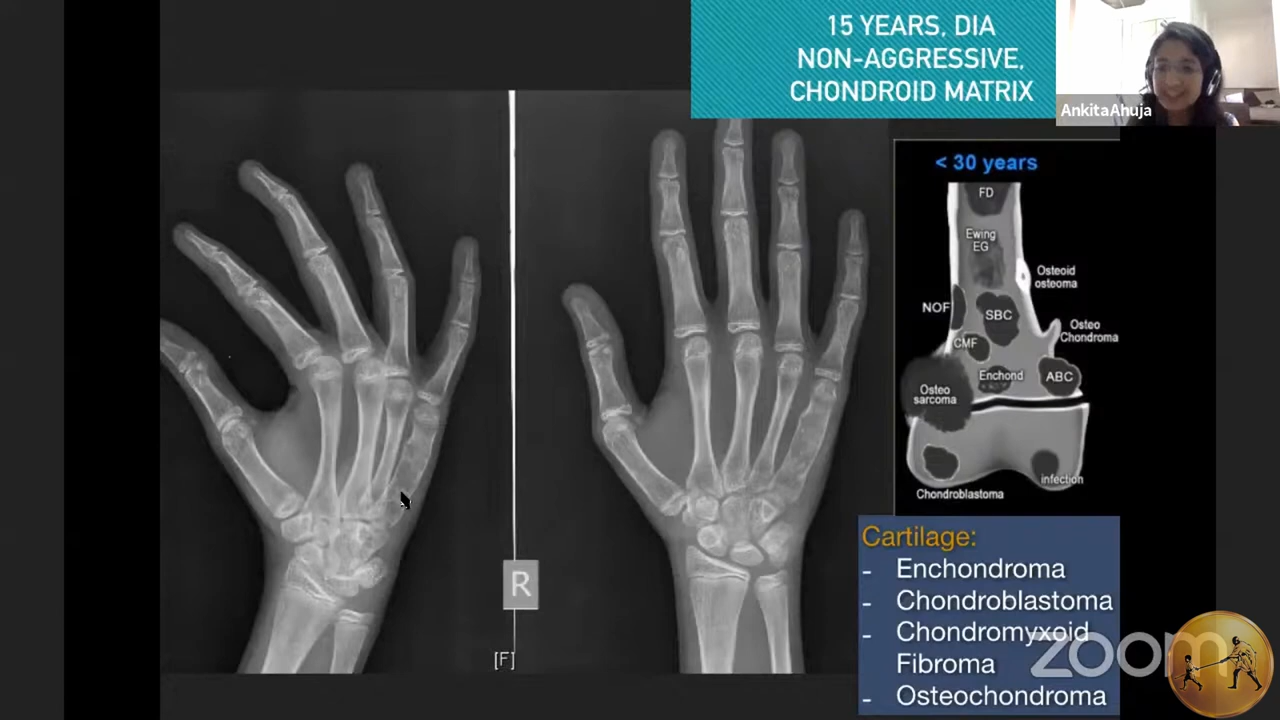 15 YEARS, DIA
NON-AGGRESSIVE,
CHONDROID MATRIX
AnkitaAhuja
< 30 years
FD
Ewing
EG
Osteoid
osteoma
NOF
SBC
Osteo
Chondroma
CMF
Enchond
ABC
Osteo
sarcoma
Chondroblastoma
infection
R
[F]
Cartilage:
- Enchondroma
- Chondroblastoma
- Chondromyxoid
Fibroma
- Osteochondroma
zoom